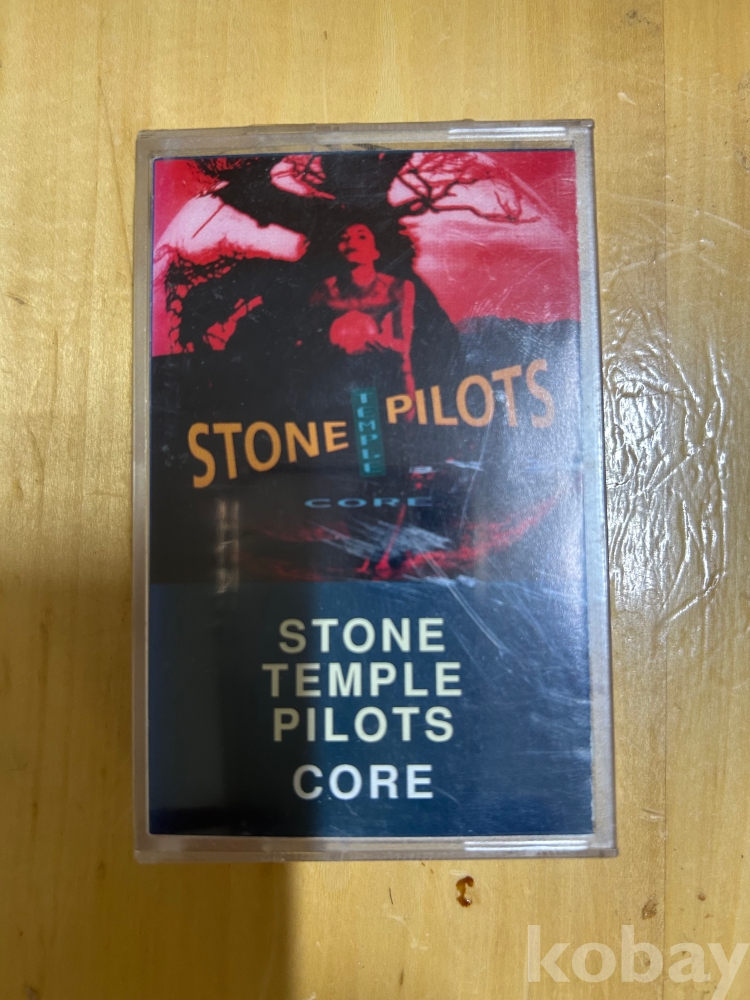 STONE TEMPLE PILOTS
CORE
STONE
TEMPLE
PILOTS
CORE
kobay